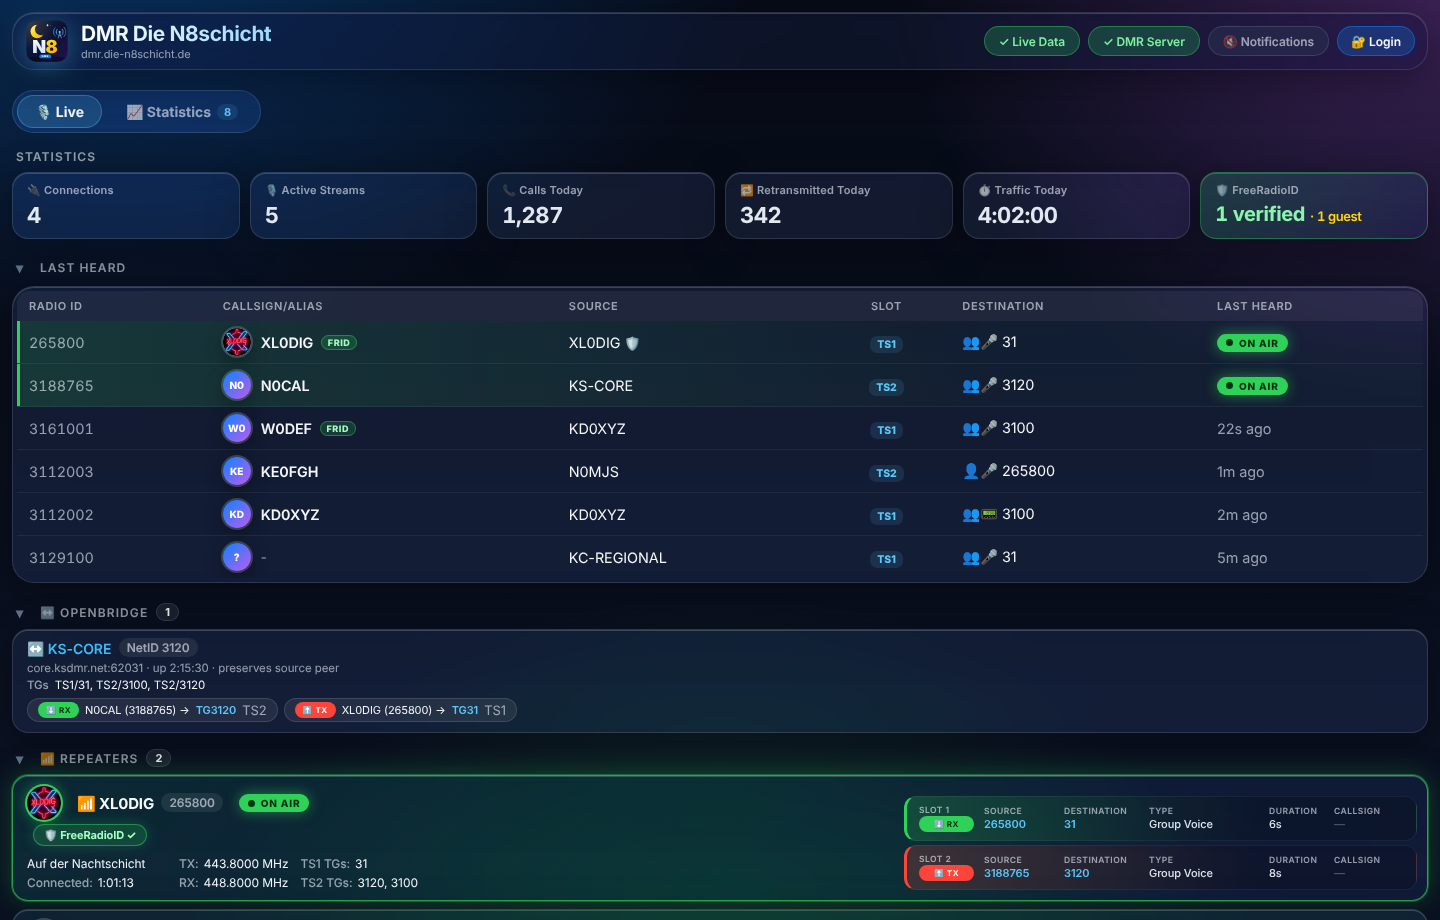 N8
DMR Die N8schicht
dmr.die-n8schicht.de
✓ Live Data
✓ DMR Server
Notifications
Login
Live
Statistics 8
STATISTICS
Connections
4
Active Streams
5
Calls Today
1,287
Retransmitted Today
342
Traffic Today
4:02:00
FreeRadioID
1 verified · 1 guest
▼ LAST HEARD
RADIO ID CALLSIGN/ALIAS SOURCE SLOT DESTINATION LAST HEARD
265800 XL0DIG FRID XL0DIG TS1 31 ON AIR
3188765 N0 N0CAL KS-CORE TS2 3120 ON AIR
3161001 W0 W0DEF FRID KD0XYZ TS1 3100 22s ago
3112003 KE KE0FGH N0MJS TS2 265800 1m ago
3112002 KD KD0XYZ KD0XYZ TS1 3100 2m ago
3129100 ? - KC-REGIONAL TS1 31 5m ago
▼ OPENBRIDGE 1
KS-CORE NetID 3120
core.ksdmr.net:62031 · up 2:15:30 · preserves source peer
TGs TS1/31, TS2/3100, TS2/3120
RX N0CAL (3188765) → TG3120 TS2 TX XL0DIG (265800) → TG31 TS1
▼ REPEATERS 2
XL0DIG 265800 ON AIR
FreeRadioID ✓
Auf der Nachtschicht TX: 443.8000 MHz TS1 TGs: 31
Connected: 1:01:13 RX: 448.8000 MHz TS2 TGs: 3120, 3100
SLOT 1 SOURCE DESTINATION TYPE DURATION CALLSIGN
RX 265800 31 Group Voice 6s —
SLOT 2 SOURCE DESTINATION TYPE DURATION CALLSIGN
TX 3188765 3120 Group Voice 8s —